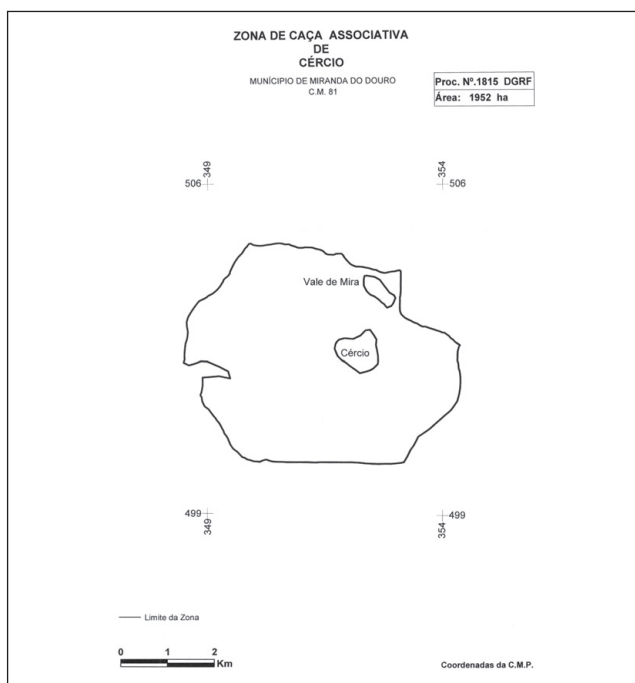 ZONA DE CAÇA ASSOCIATIVA
DE
CÉRCIO
MUNÍCIPIO DE MIRANDA DO DOURO
C.M. 81
Proc. Nº.1815 DGRF
Área: 1952 ha
349
354
506
506
Vale de Mira
Cércio
499
499
349
354
Limite da Zona
0 1 2
Km
Coordenadas da C.M.P.